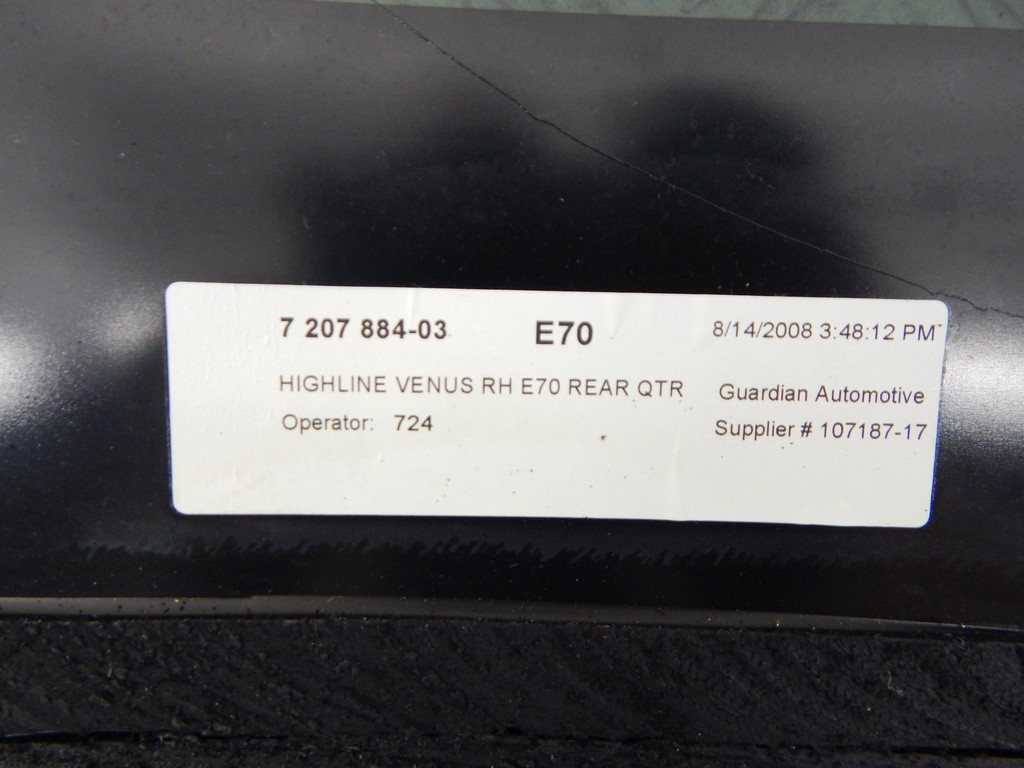 7 207 884-03 E70 8/14/2008 3:48:12 PM
HIGHLINE VENUS RH E70 REAR QTR Guardian Automotive
Operator: 724 Supplier # 107187-17